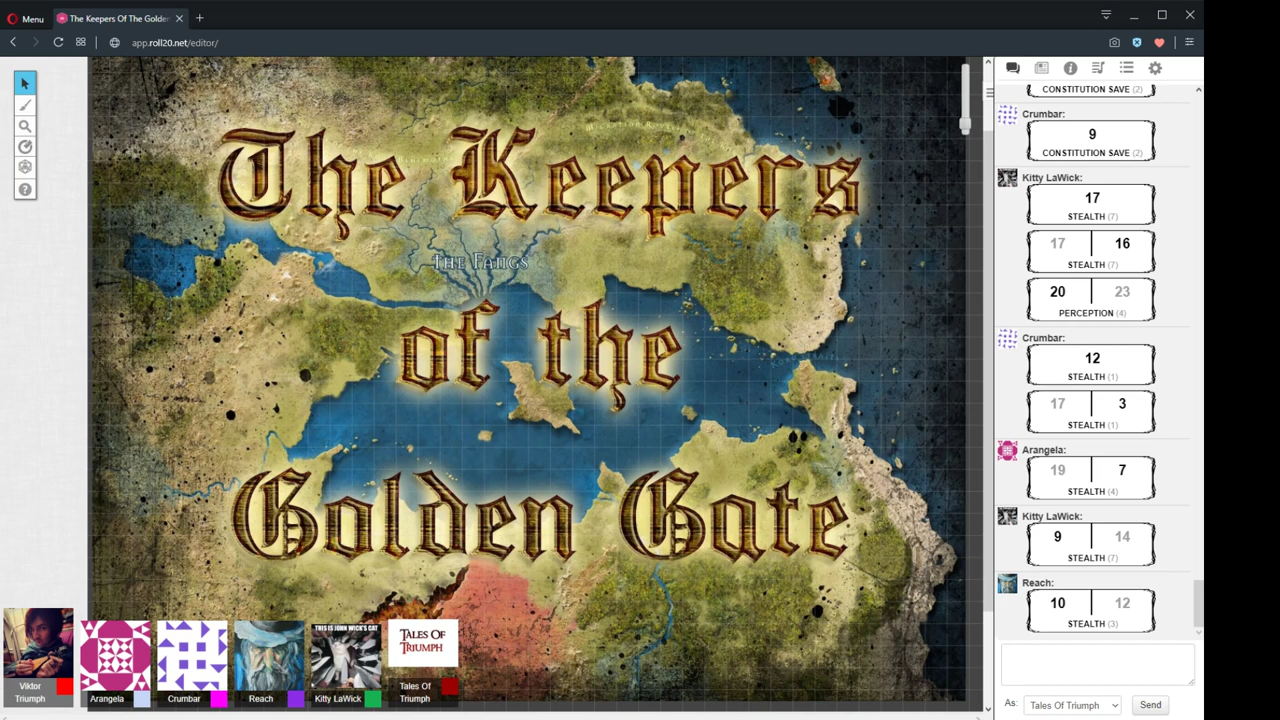 Menu
The Keepers Of The Golder
app.roll20.net/editor/
The Keepers
The Fangs
of the
Golden Gate
CONSTITUTION SAVE (2)
Crumbar:
9
CONSTITUTION SAVE (2)
Kitty LaWick:
17
STEALTH (7)
17 16
STEALTH (7)
20 23
PERCEPTION (4)
Crumbar:
12
STEALTH (1)
17 3
STEALTH (1)
Arangela:
19 7
STEALTH (4)
Kitty LaWick:
9 14
STEALTH (7)
Reach:
10 12
STEALTH (3)
As: Tales Of Triumph Send
THIS IS JOHN WICK'S CAT
TALES OF
TRIUMPH
Viktor
Triumph
Arangela
Crumbar
Reach
Kitty LaWick
Tales Of
Triumph